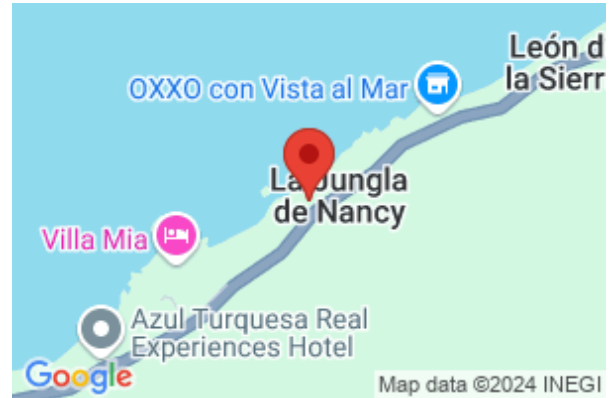 León d
la Sierr
OXXO con Vista al Mar
La Jungla
de Nancy
Villa Mia
Azul Turquesa Real
Experiences Hotel
Google
Map data ©2024 INEGI